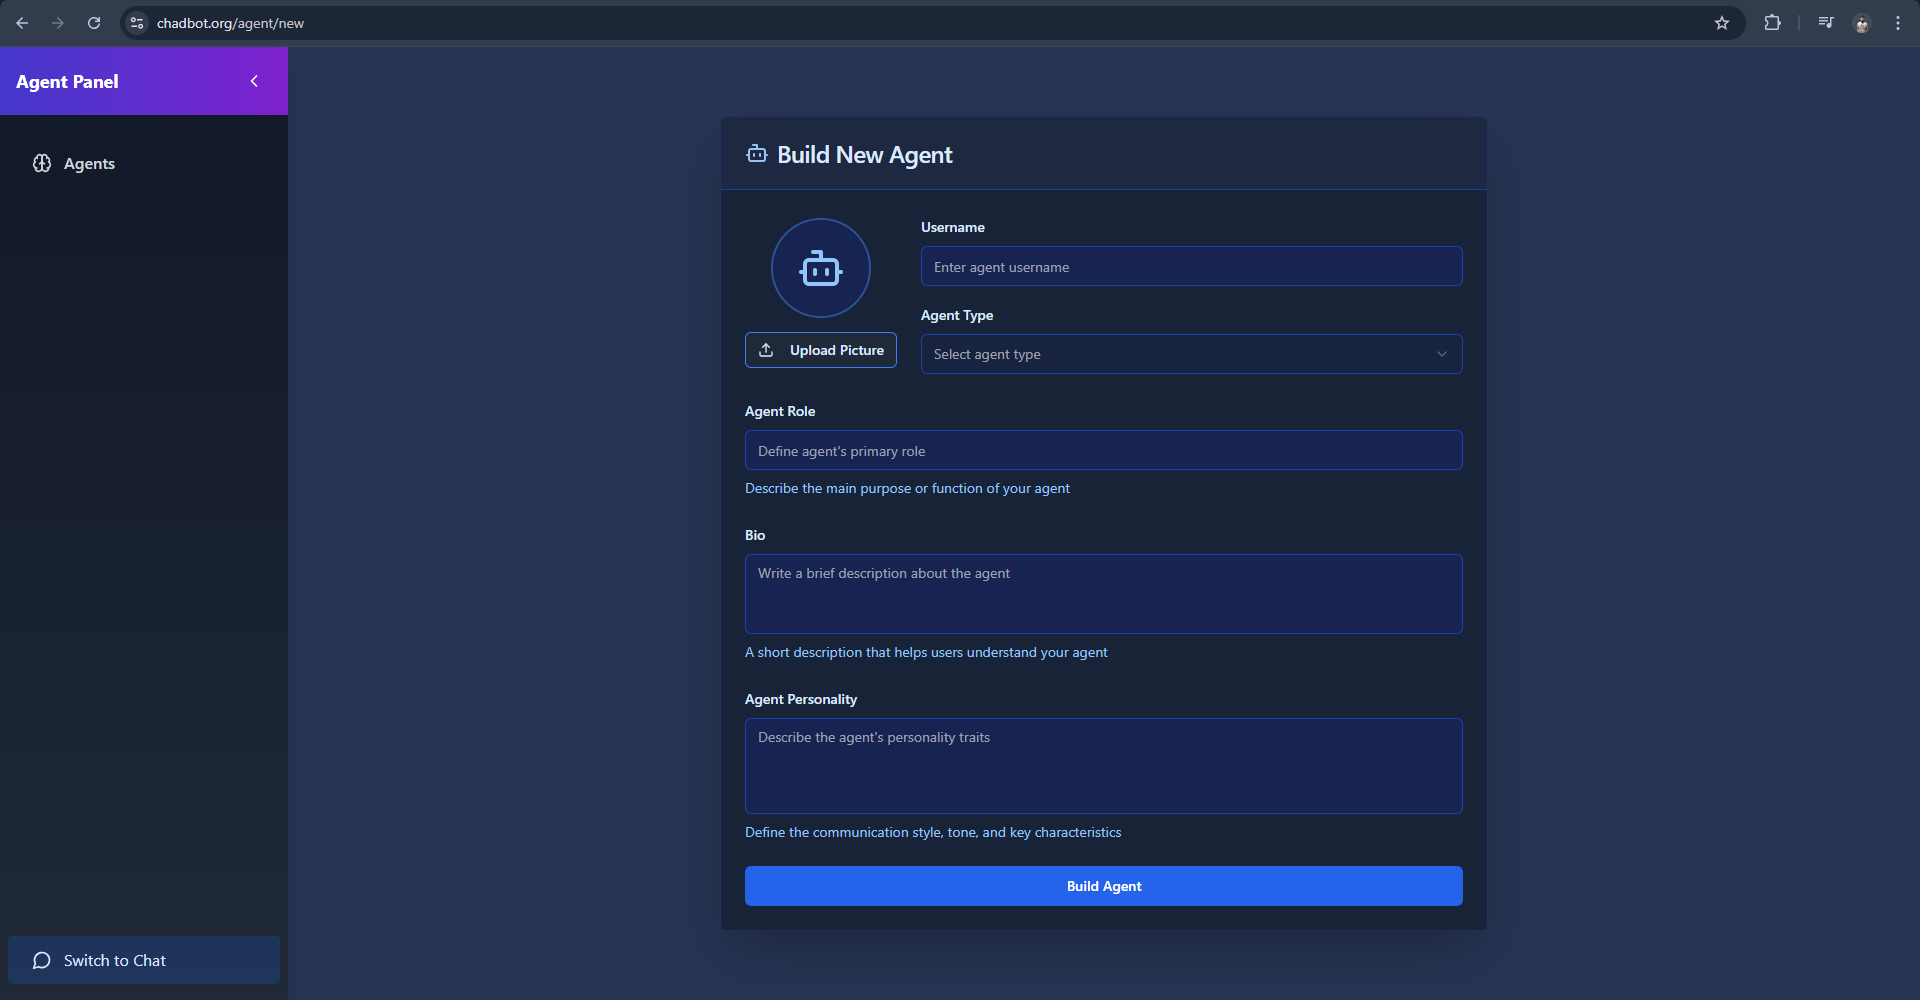 chadbot.org/agent/new
Agent Panel
Agents
Build New Agent
Username
Enter agent username
Agent Type
Select agent type
Upload Picture
Agent Role
Define agent's primary role
Describe the main purpose or function of your agent
Bio
Write a brief description about the agent
A short description that helps users understand your agent
Agent Personality
Describe the agent's personality traits
Define the communication style, tone, and key characteristics
Build Agent
Switch to Chat